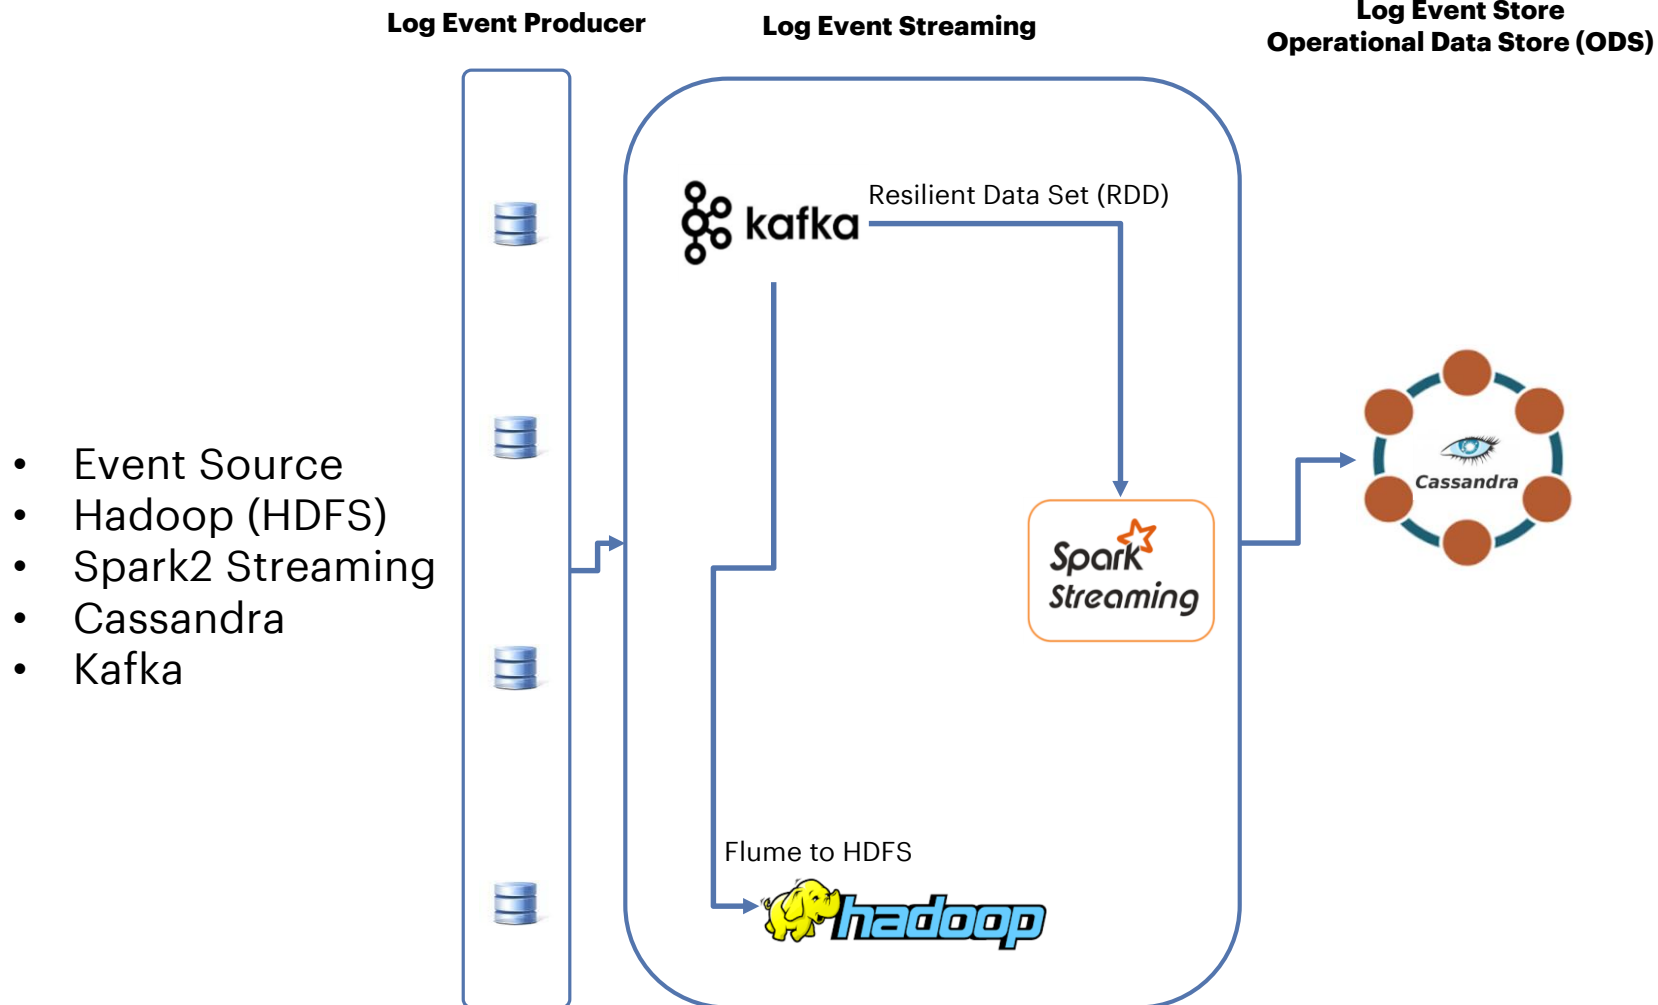 Log Event Producer
Log Event Streaming
Log Event Store
Operational Data Store (ODS)
kafka
Resilient Data Set (RDD)
• Event Source
• Hadoop (HDFS)
• Spark2 Streaming
• Cassandra
• Kafka
Cassandra
Spark
Streaming
Flume to HDFS
hadoop